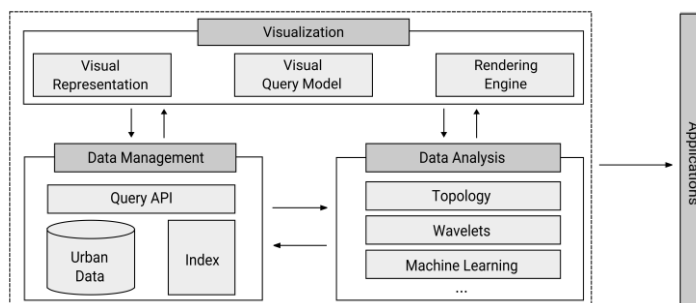 Visualization
Visual
Representation
Visual
Query Model
Rendering
Engine
Data Management
Query API
Urban
Data
Index
Data Analysis
Topology
Wavelets
Machine Learning
...
Applications